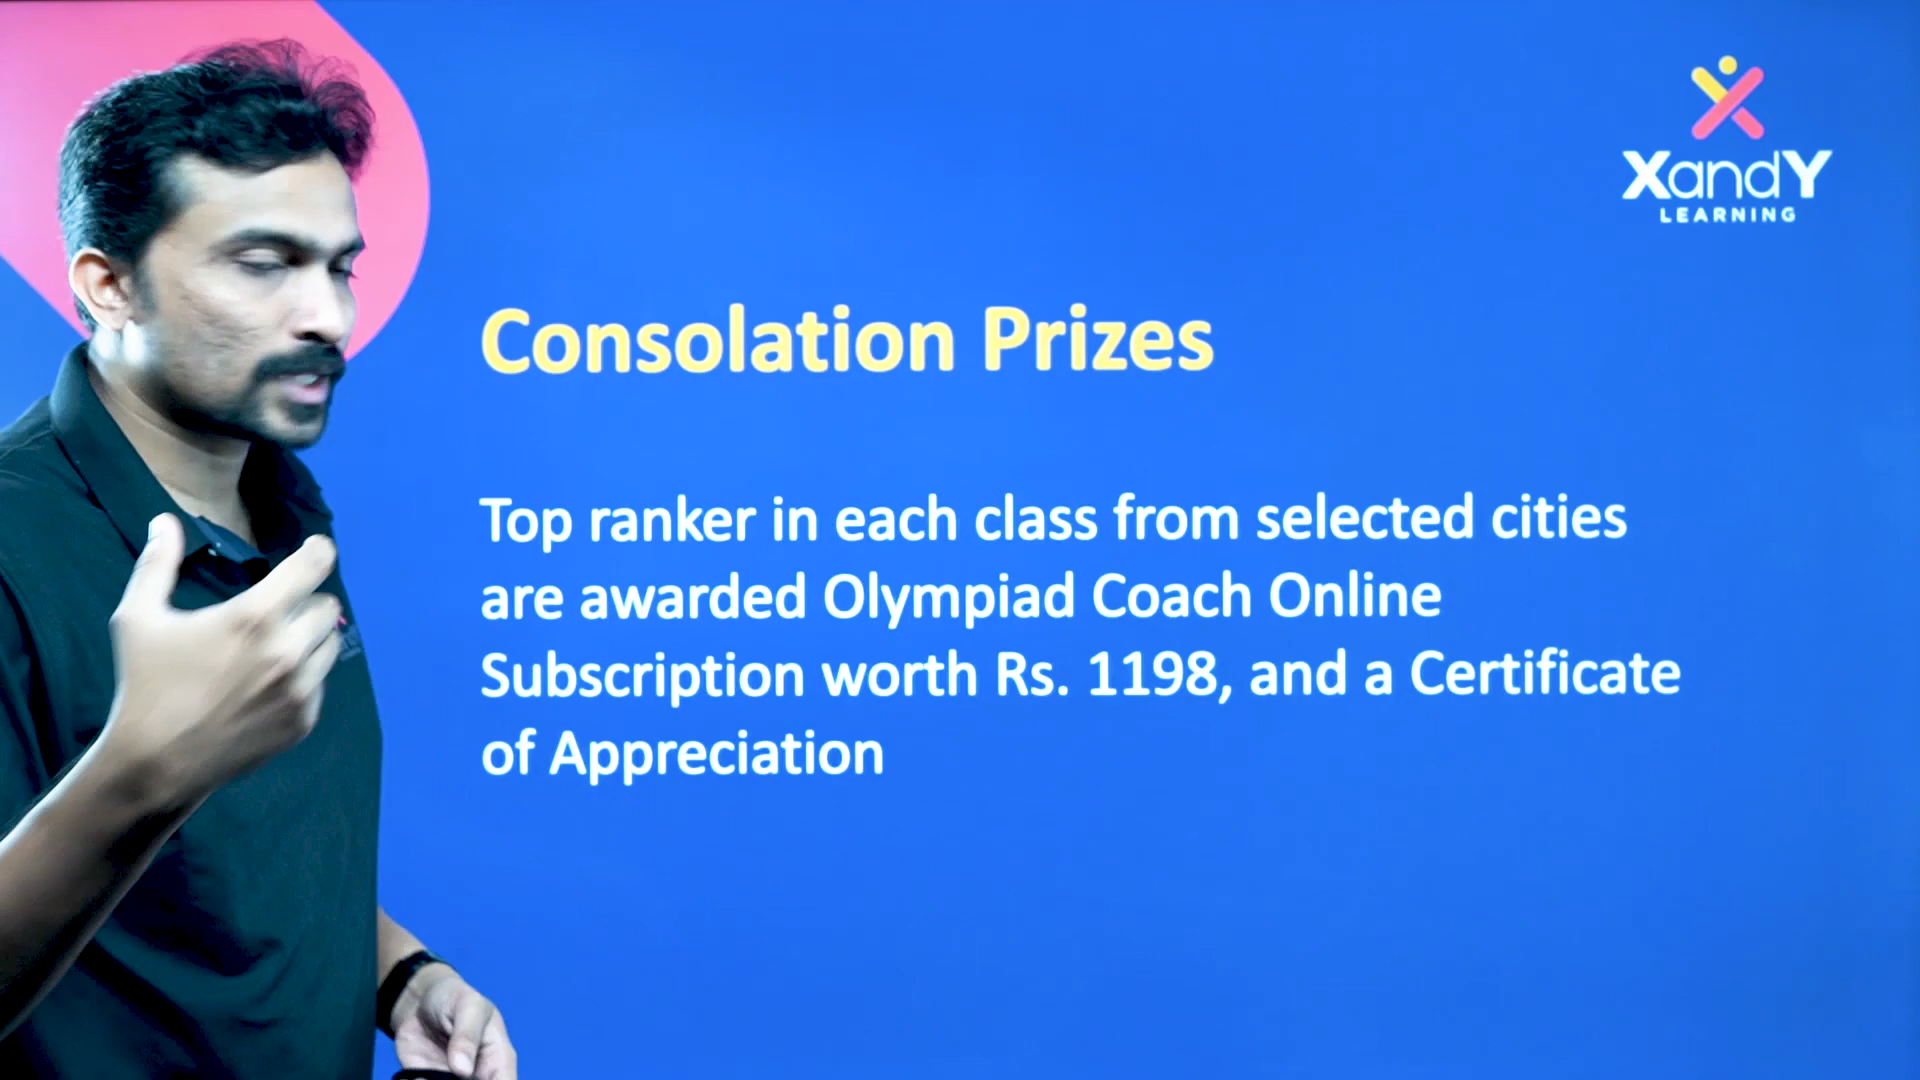 XandY
LEARNING
Consolation Prizes
Top ranker in each class from selected cities
are awarded Olympiad Coach Online
Subscription worth Rs. 1198, and a Certificate
of Appreciation